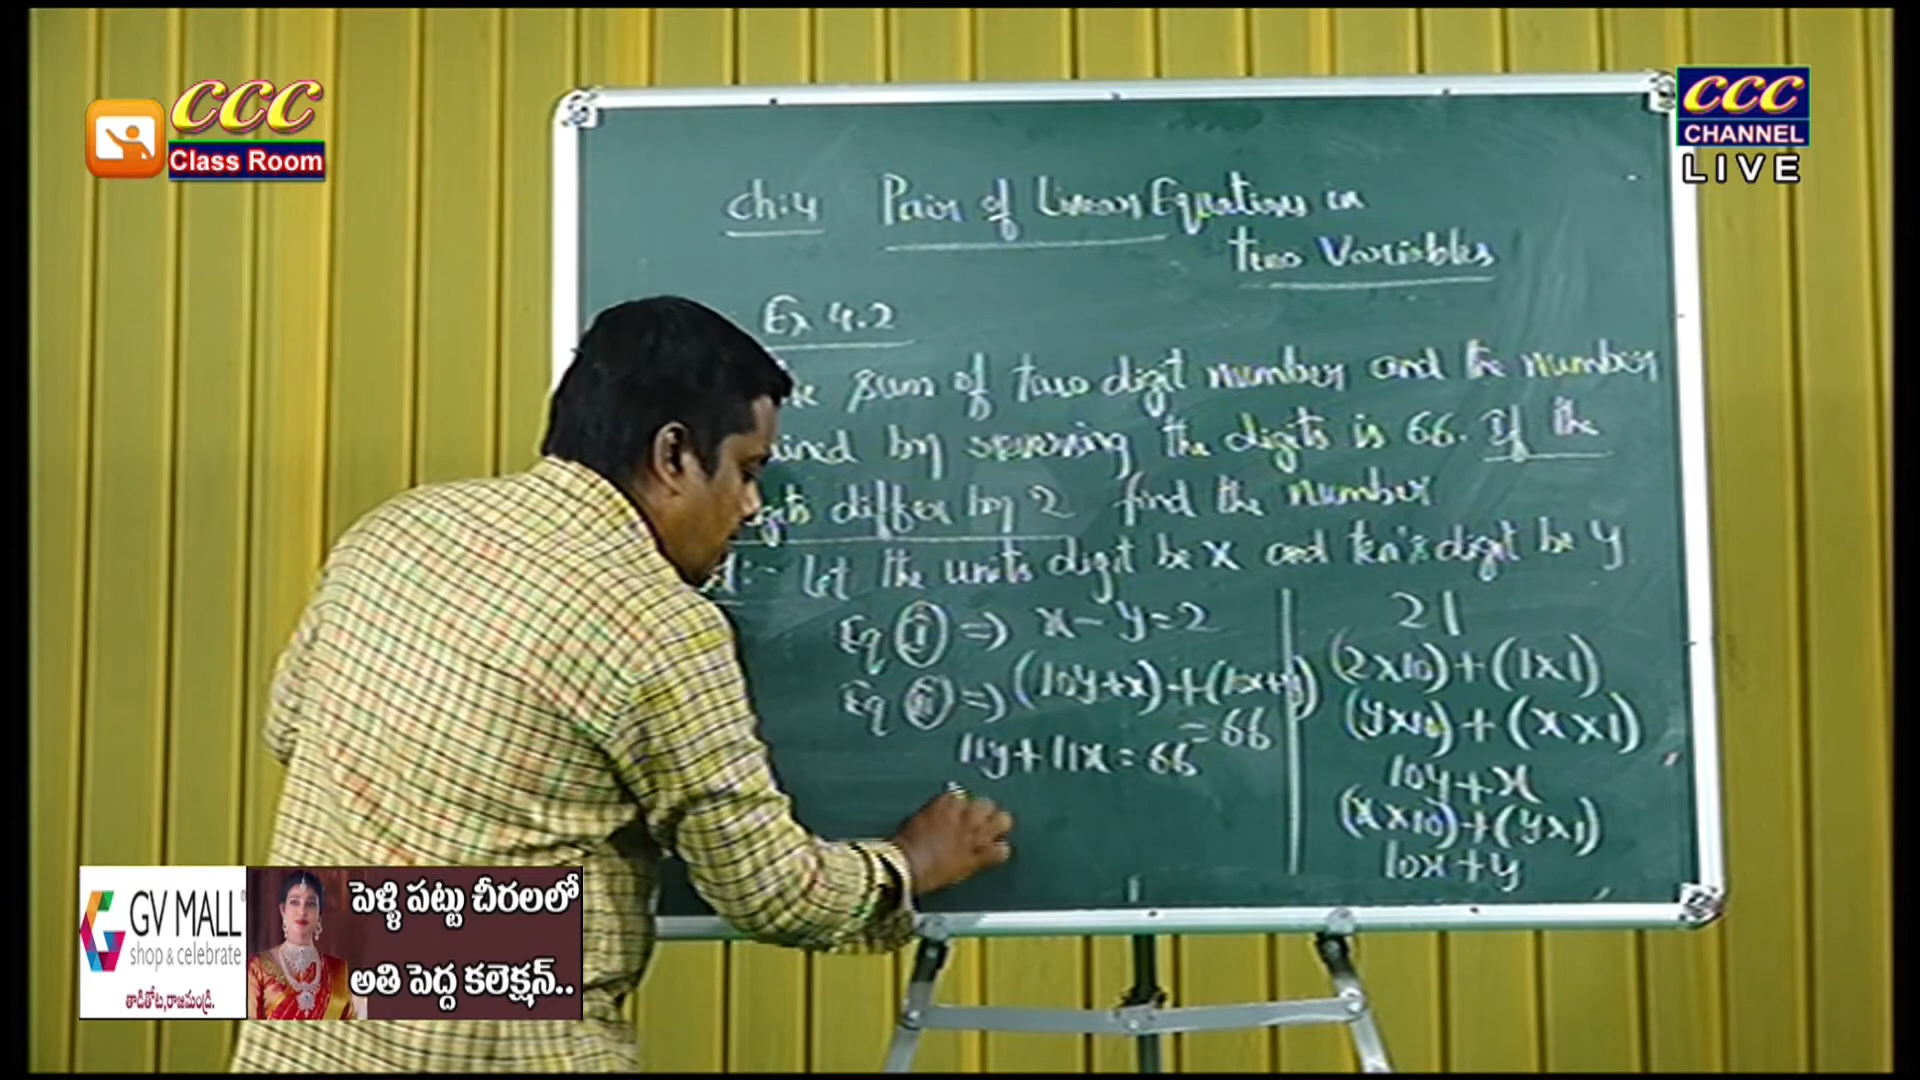 CCC
Class Room
CCC
CHANNEL
LIVE
Ch:4 Pair of Linear Equations in
two Variables
Ex 4.2
sum of two digit number and the number
by reversing the digits is 66. If the
differ by 2 find the number
:- Let the units digit be x and ten's digit be y
Eq => x - y = 2
Eq => (10y+x)+(10x+y)
= 66
11y + 11x = 66
21
(2x10)+(1x1)
(yx10)+(xx1)
10y+x
(xx10)+(yx1)
10x+y
GV MALL
shop & celebrate
తాడితోట,రాజమండ్రి.
పెళ్ళి పట్టు చీరలలో
అతి పెద్ద కలెక్షన్..